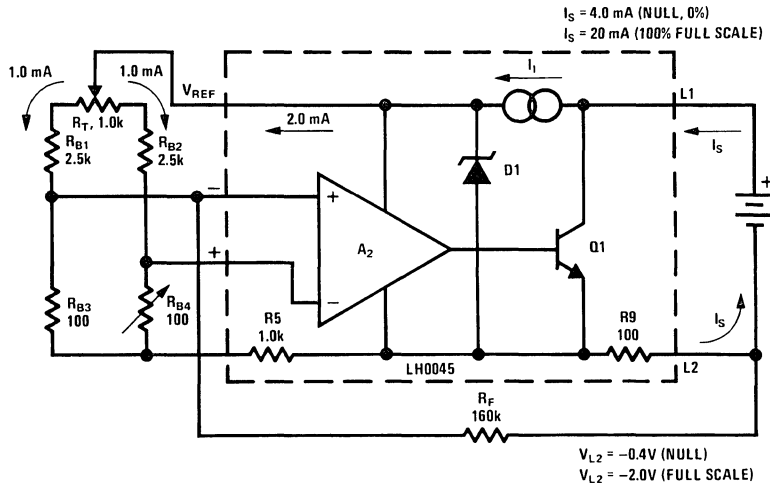 I_S = 4.0 mA (NULL, 0%)
I_S = 20 mA (100% FULL SCALE)
1.0 mA
1.0 mA
V_REF
I_1
L1
R_T, 1.0k
2.0 mA
I_S
R_B1
2.5k
R_B2
2.5k
D1
−
+
+
A_2
Q1
+
−
R_B3
100
R_B4
100
R5
1.0k
R9
100
I_S
LH0045
L2
R_F
160k
V_L2 = −0.4V (NULL)
V_L2 = −2.0V (FULL SCALE)